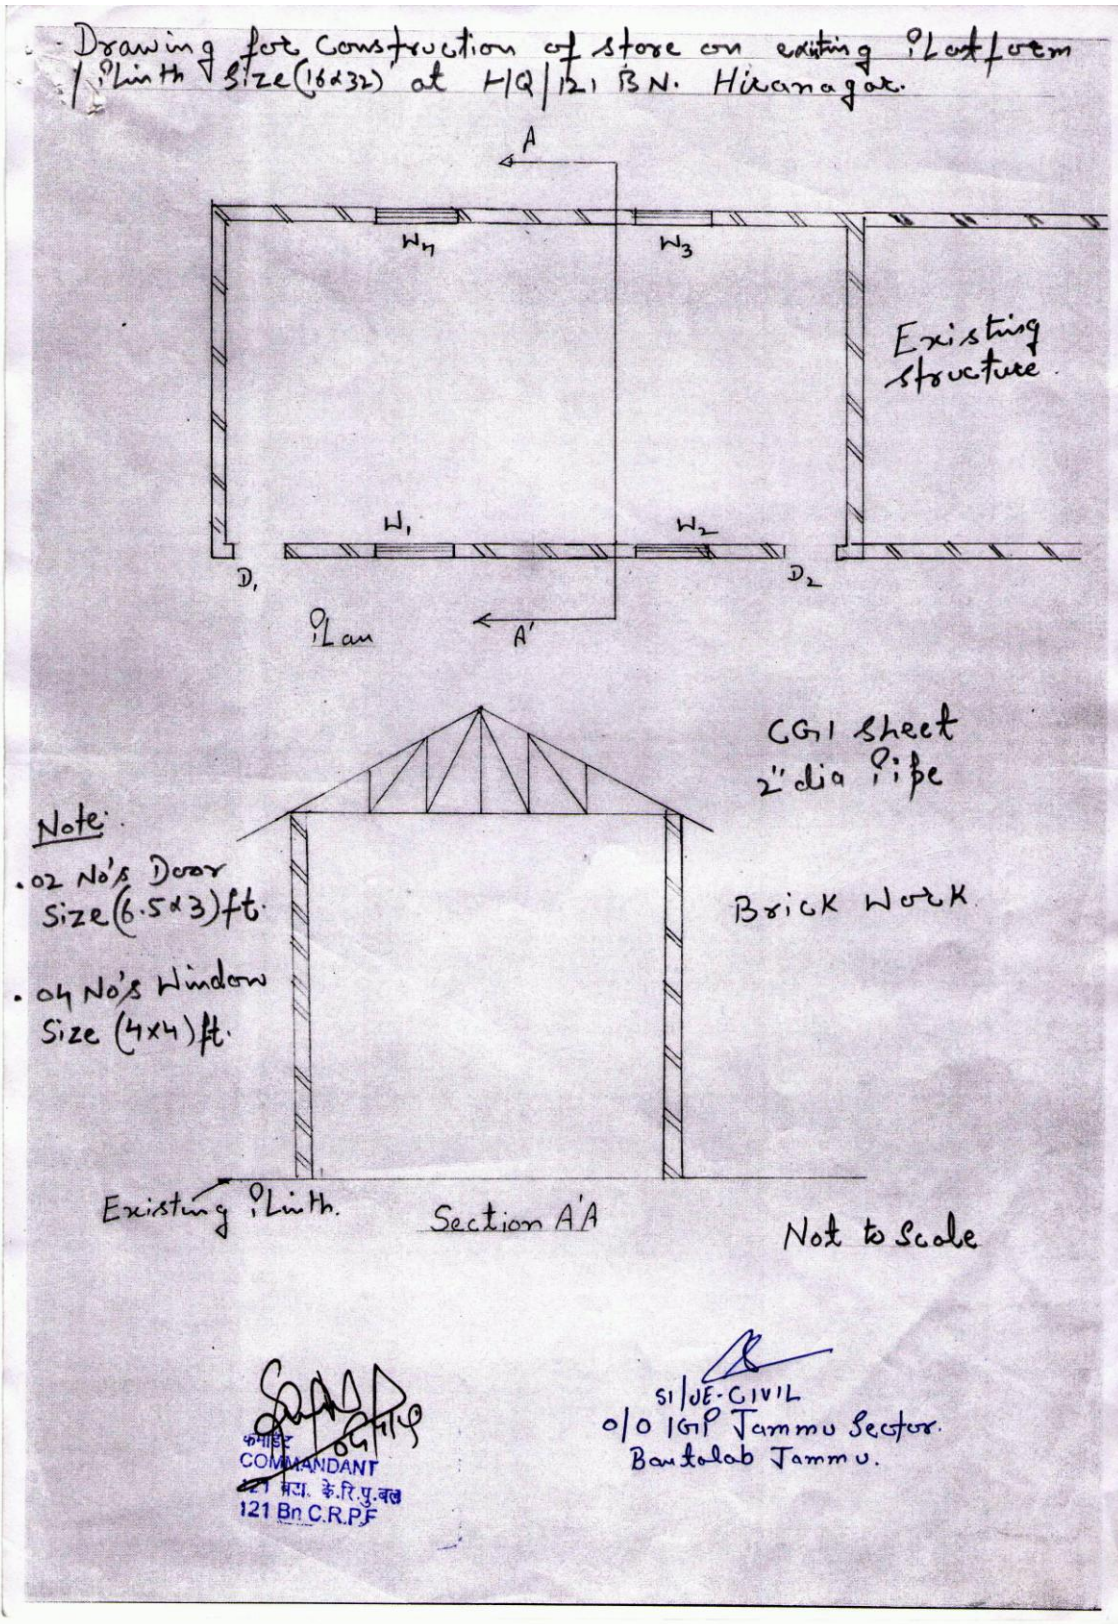 Drawing for Construction of store on existing Platform
/Plinth Size(16x32)' at HQ/121 BN. Hiranagar.
A
W4
W3
Existing
structure.
W1
W2
D1
D2
Plan
A'
CGI Sheet
2" dia Pipe
Note:
.02 No's Door
Size(6.5x3)ft.
Brick Work
. 04 No's Window
Size (4x4)ft.
Existing Plinth.
Section A'A
Not to Scale
SI/JE-CIVIL
O/O IGP Jammu Sector.
Bantalab Jammu.
कमांडेंट
COMMANDANT
121 बटा. के.रि.पु.बल
121 Bn C.R.P.F